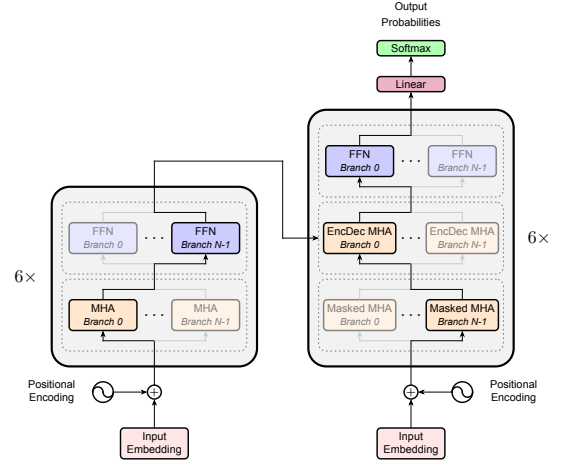 Output
Probabilities
Softmax
Linear
FFN
Branch 0
. . .
FFN
Branch N-1
FFN
Branch 0
. . .
FFN
Branch N-1
EncDec MHA
Branch 0
. . .
EncDec MHA
Branch N-1
6×
6×
MHA
Branch 0
. . .
MHA
Branch N-1
Masked MHA
Branch 0
. . .
Masked MHA
Branch N-1
Positional
Encoding
+
+
Positional
Encoding
Input
Embedding
Input
Embedding